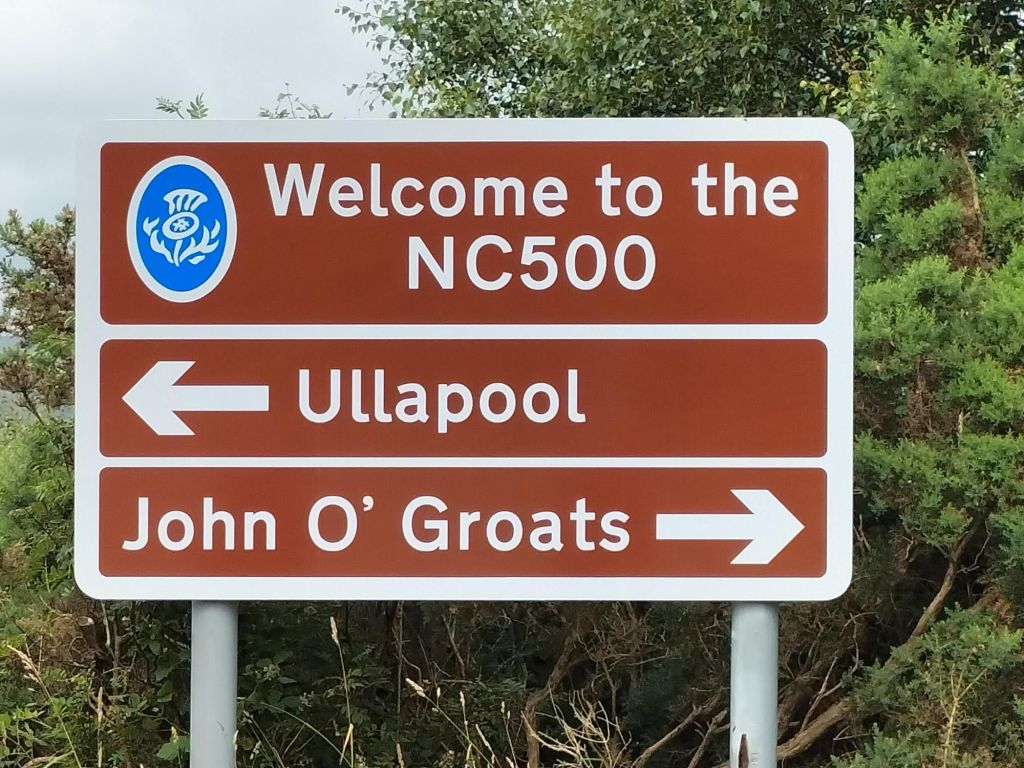 Welcome to the
NC500
Ullapool
John O' Groats